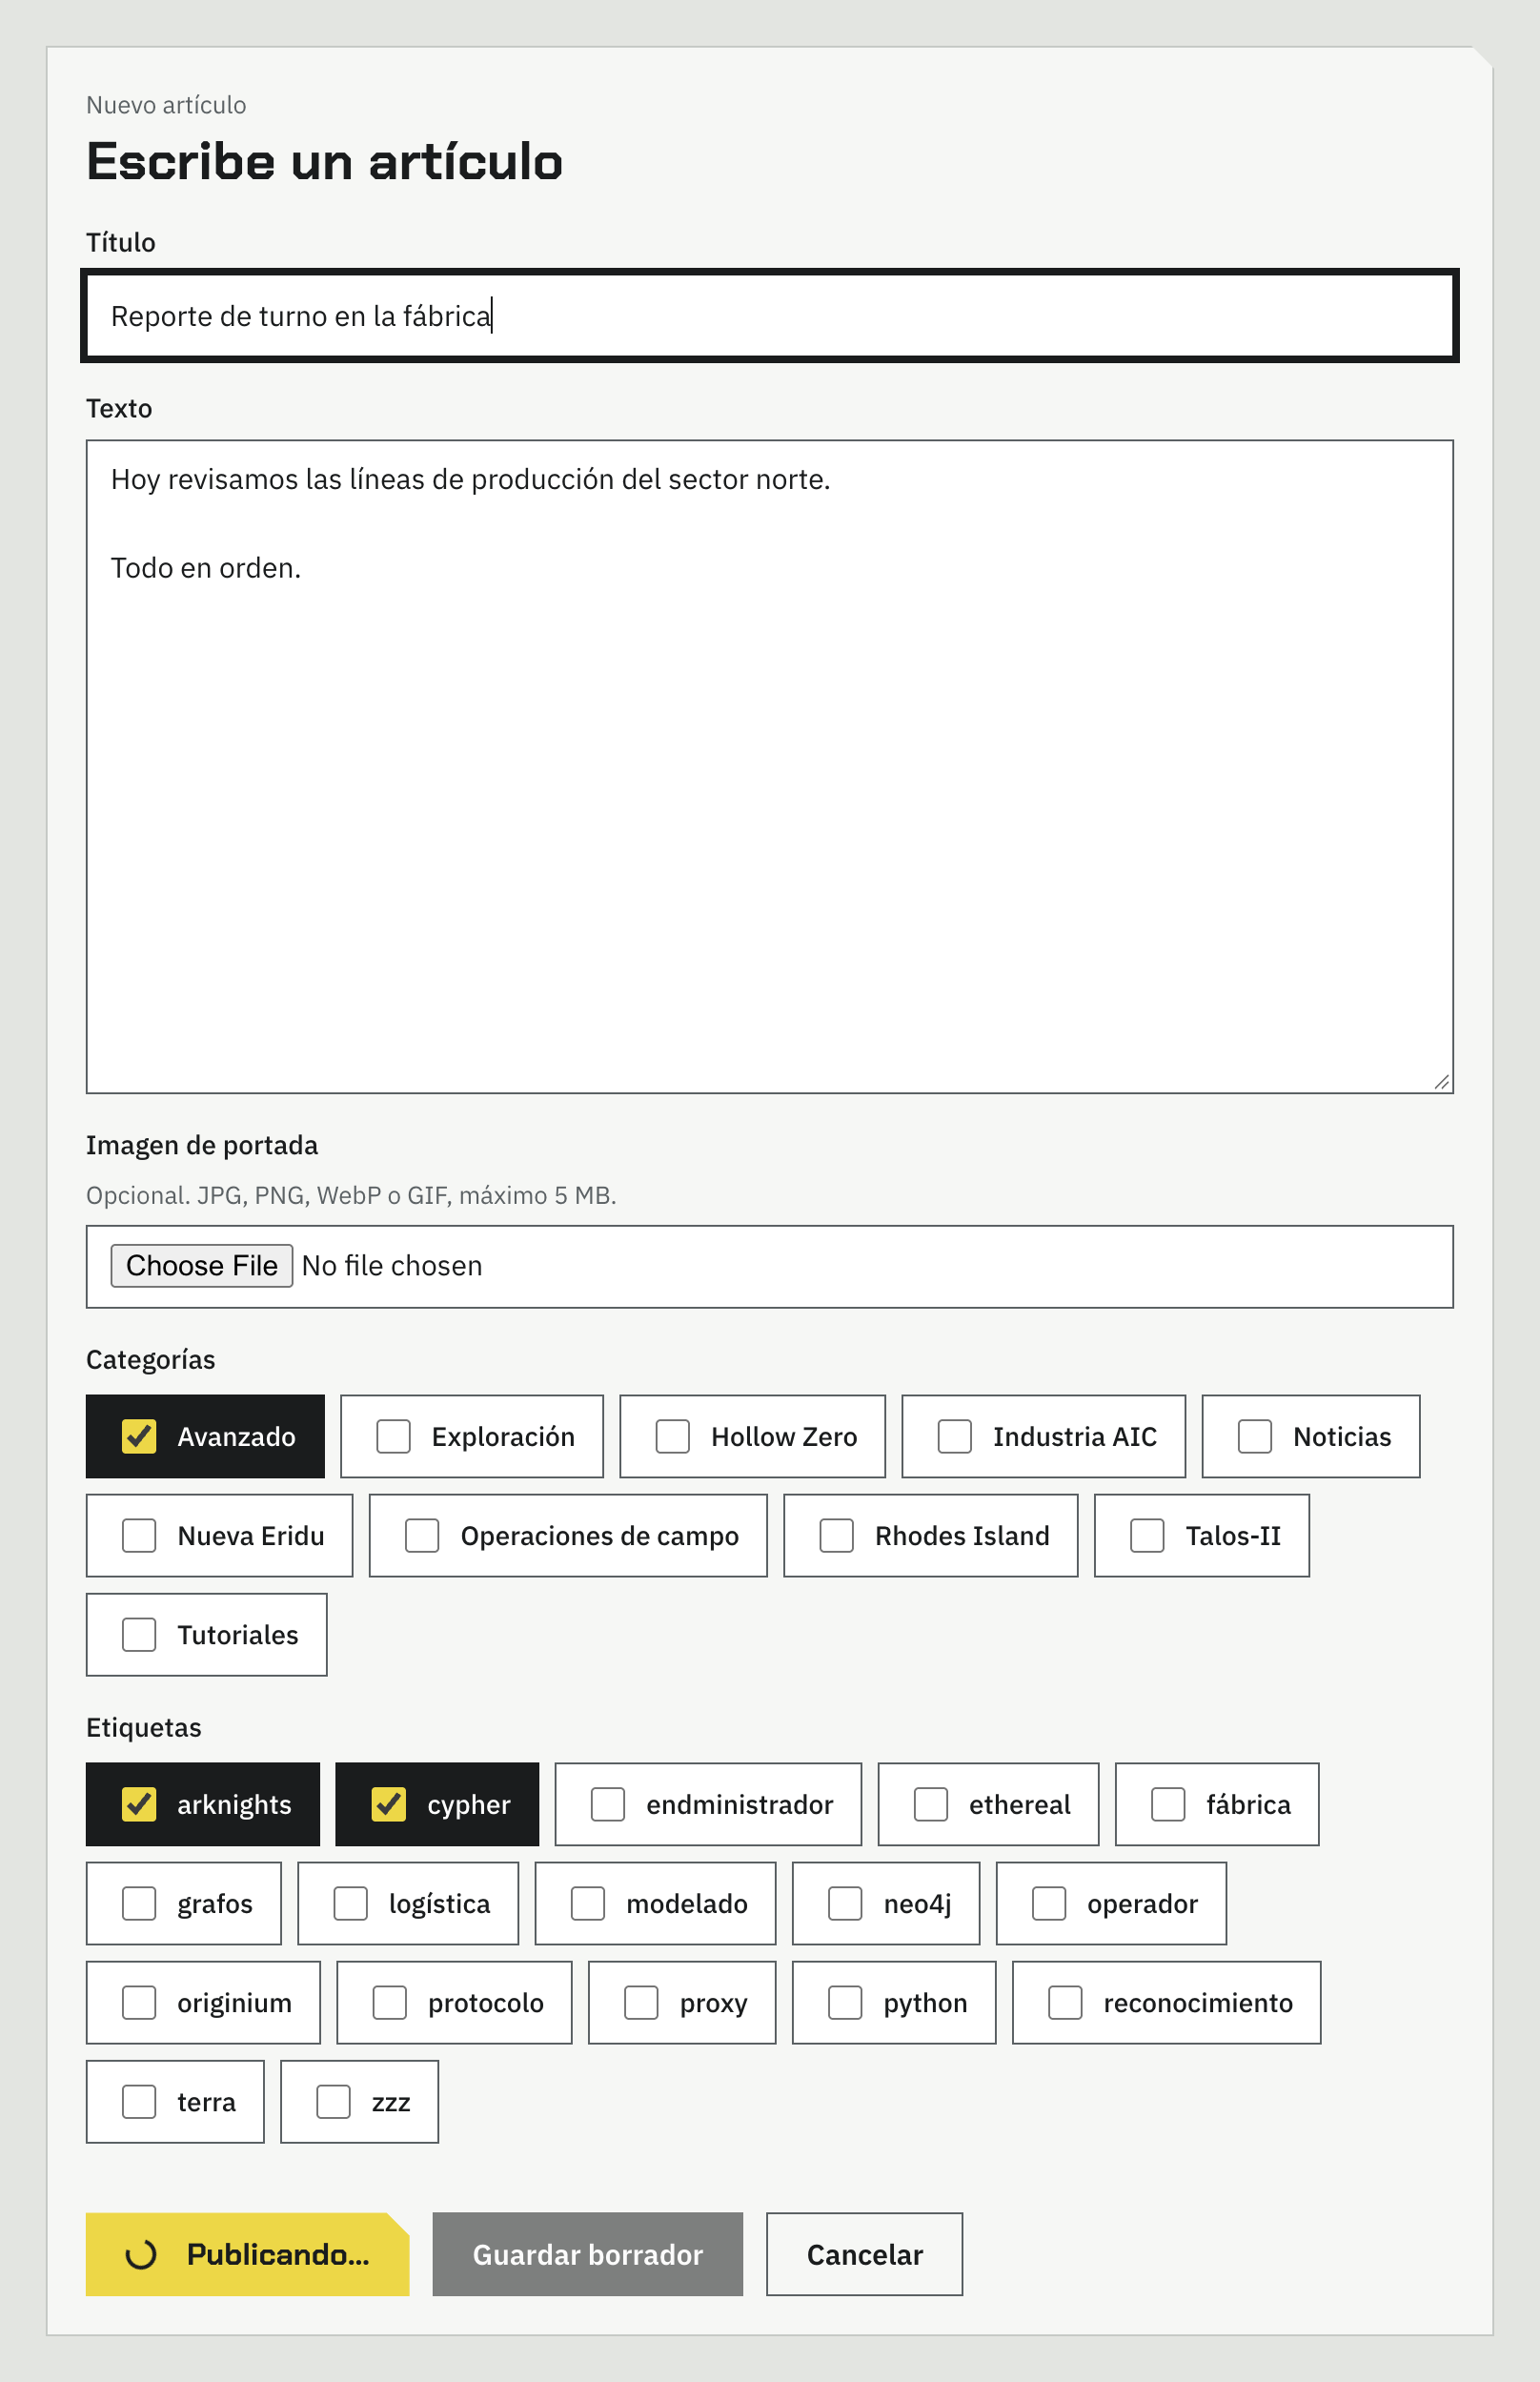 Nuevo artículo
Escribe un artículo
Título
Reporte de turno en la fábrica
Texto
Hoy revisamos las líneas de producción del sector norte.
Todo en orden.
Imagen de portada
Opcional. JPG, PNG, WebP o GIF, máximo 5 MB.
Choose File No file chosen
Categorías
Avanzado Exploración Hollow Zero Industria AIC Noticias
Nueva Eridu Operaciones de campo Rhodes Island Talos-II
Tutoriales
Etiquetas
arknights cypher endministrador ethereal fábrica
grafos logística modelado neo4j operador
originium protocolo proxy python reconocimiento
terra zzz
Publicando... Guardar borrador Cancelar